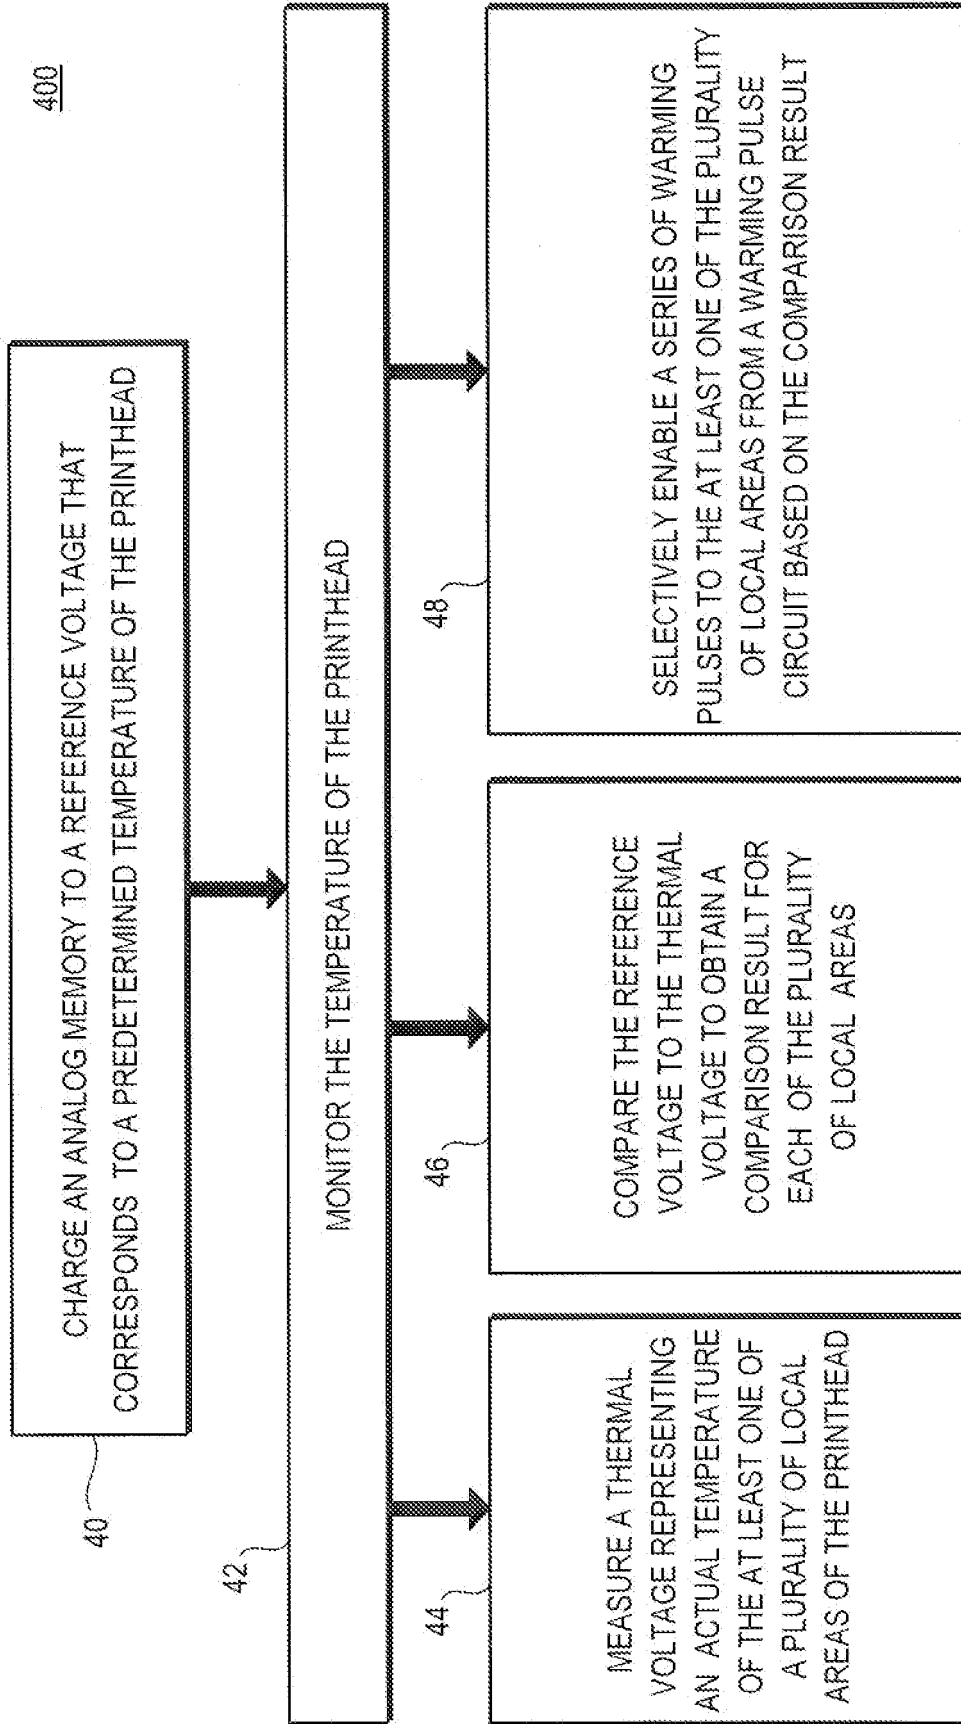 400
CHARGE AN ANALOG MEMORY TO A REFERENCE VOLTAGE THAT
CORRESPONDS TO A PREDETERMINED TEMPERATURE OF THE PRINTHEAD
40
42
MONITOR THE TEMPERATURE OF THE PRINTHEAD
44
MEASURE A THERMAL
VOLTAGE REPRESENTING
AN ACTUAL TEMPERATURE
OF THE AT LEAST ONE OF
A PLURALITY OF LOCAL
AREAS OF THE PRINTHEAD
46
COMPARE THE REFERENCE
VOLTAGE TO THE THERMAL
VOLTAGE TO OBTAIN A
COMPARISON RESULT FOR
EACH OF THE PLURALITY
OF LOCAL AREAS
48
SELECTIVELY ENABLE A SERIES OF WARMING
PULSES TO THE AT LEAST ONE OF THE PLURALITY
OF LOCAL AREAS FROM A WARMING PULSE
CIRCUIT BASED ON THE COMPARISON RESULT